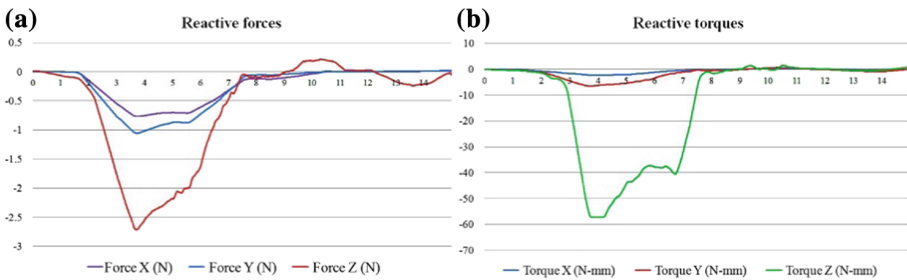 (a) Reactive forces
0.5
0
-0.5
-1
-1.5
-2
-2.5
-3
0 1 3 4 5 6 7 8 9 10 12 13 14
Force X (N) Force Y (N) Force Z (N)
(b) Reactive torques
10
0
-10
-20
-30
-40
-50
-60
-70
0 1 2 3 4 5 6 7 8 9 10 11 12 13 14
Torque X (N-mm) Torque Y (N-mm) Torque Z (N-mm)